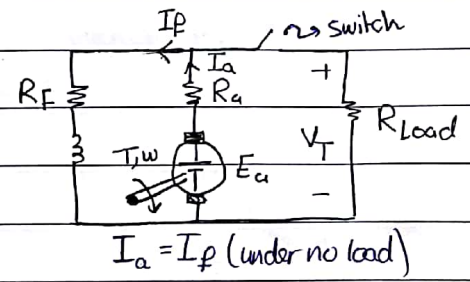 If
switch
Ia
+
RF
Ra
RLoad
VT
T,w
Ea
-
Ia = If (under no load)